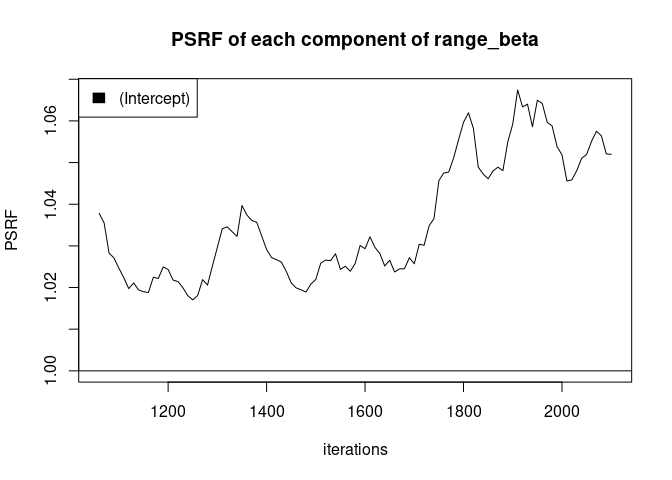 PSRF of each component of range_beta
(Intercept)
PSRF
1.06
1.04
1.02
1.00
1200 1400 1600 1800 2000
iterations